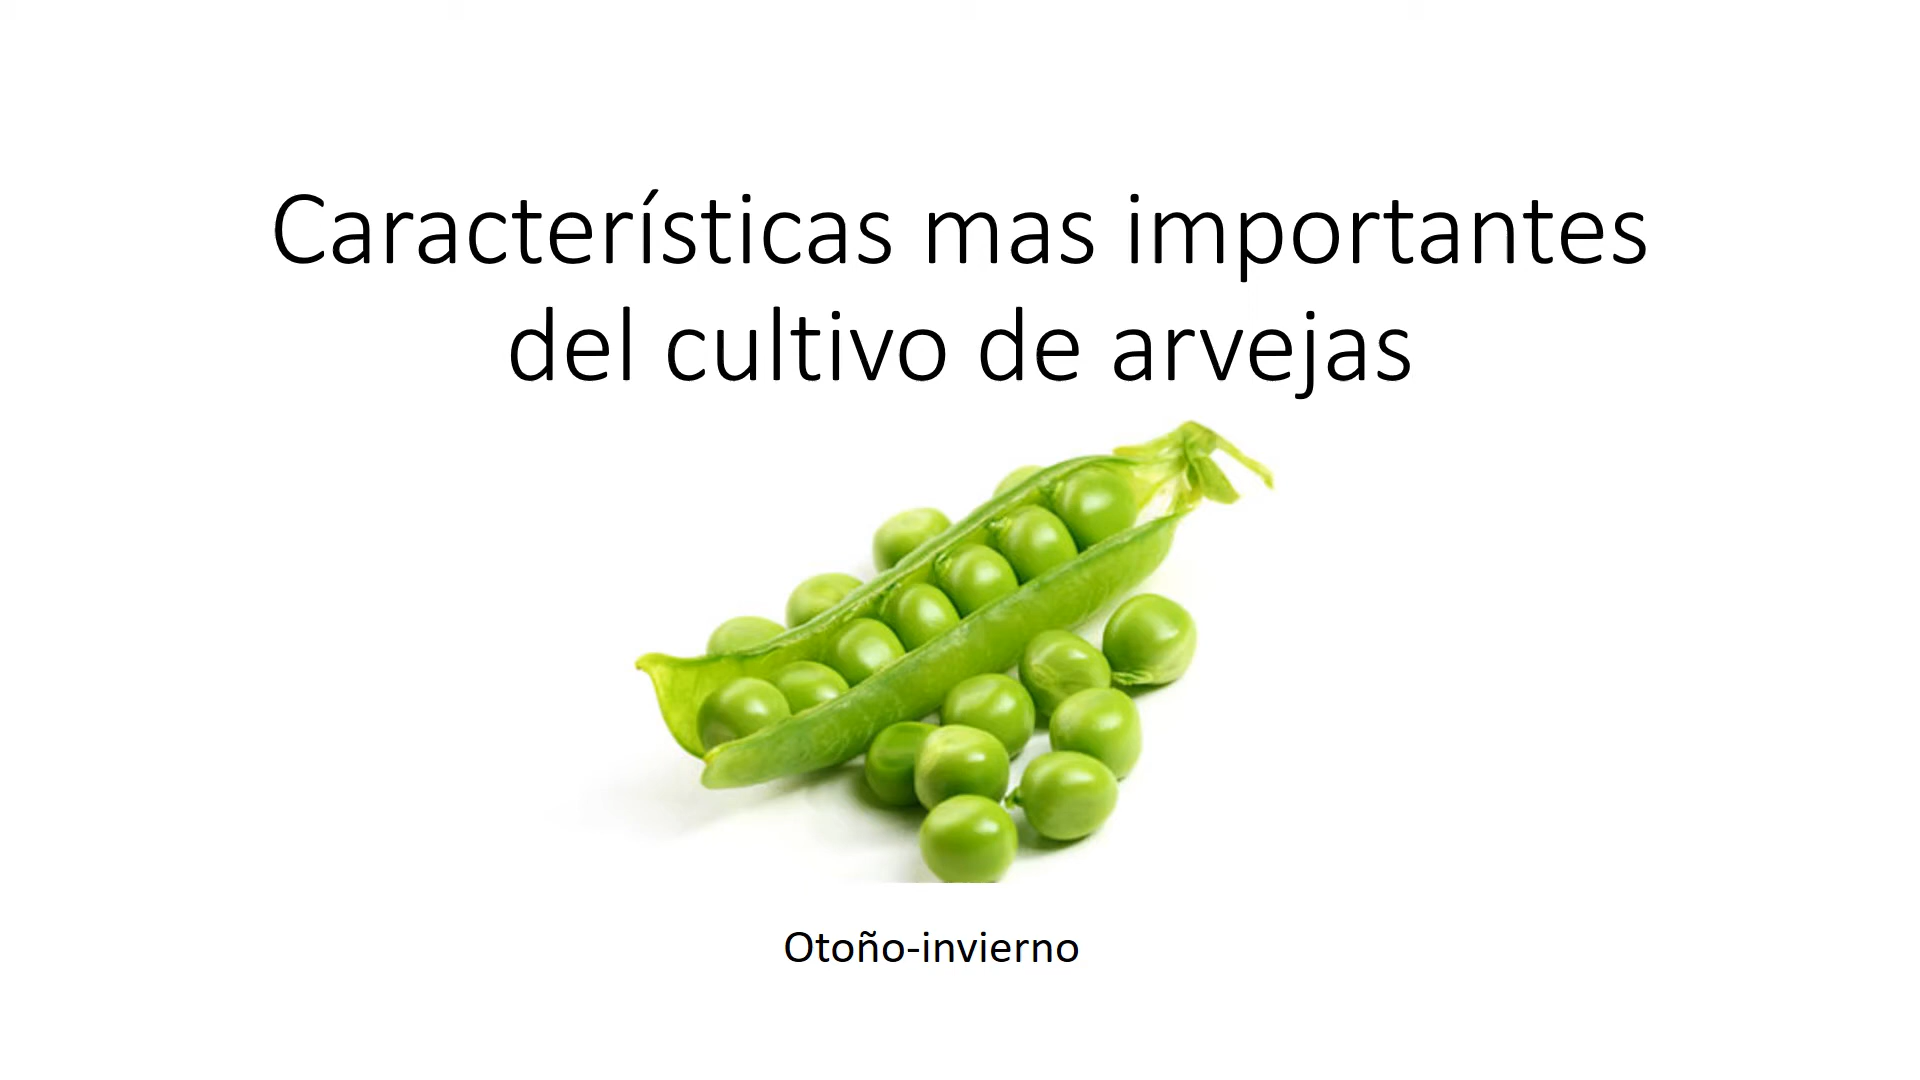 Características mas importantes
del cultivo de arvejas
Otoño-invierno